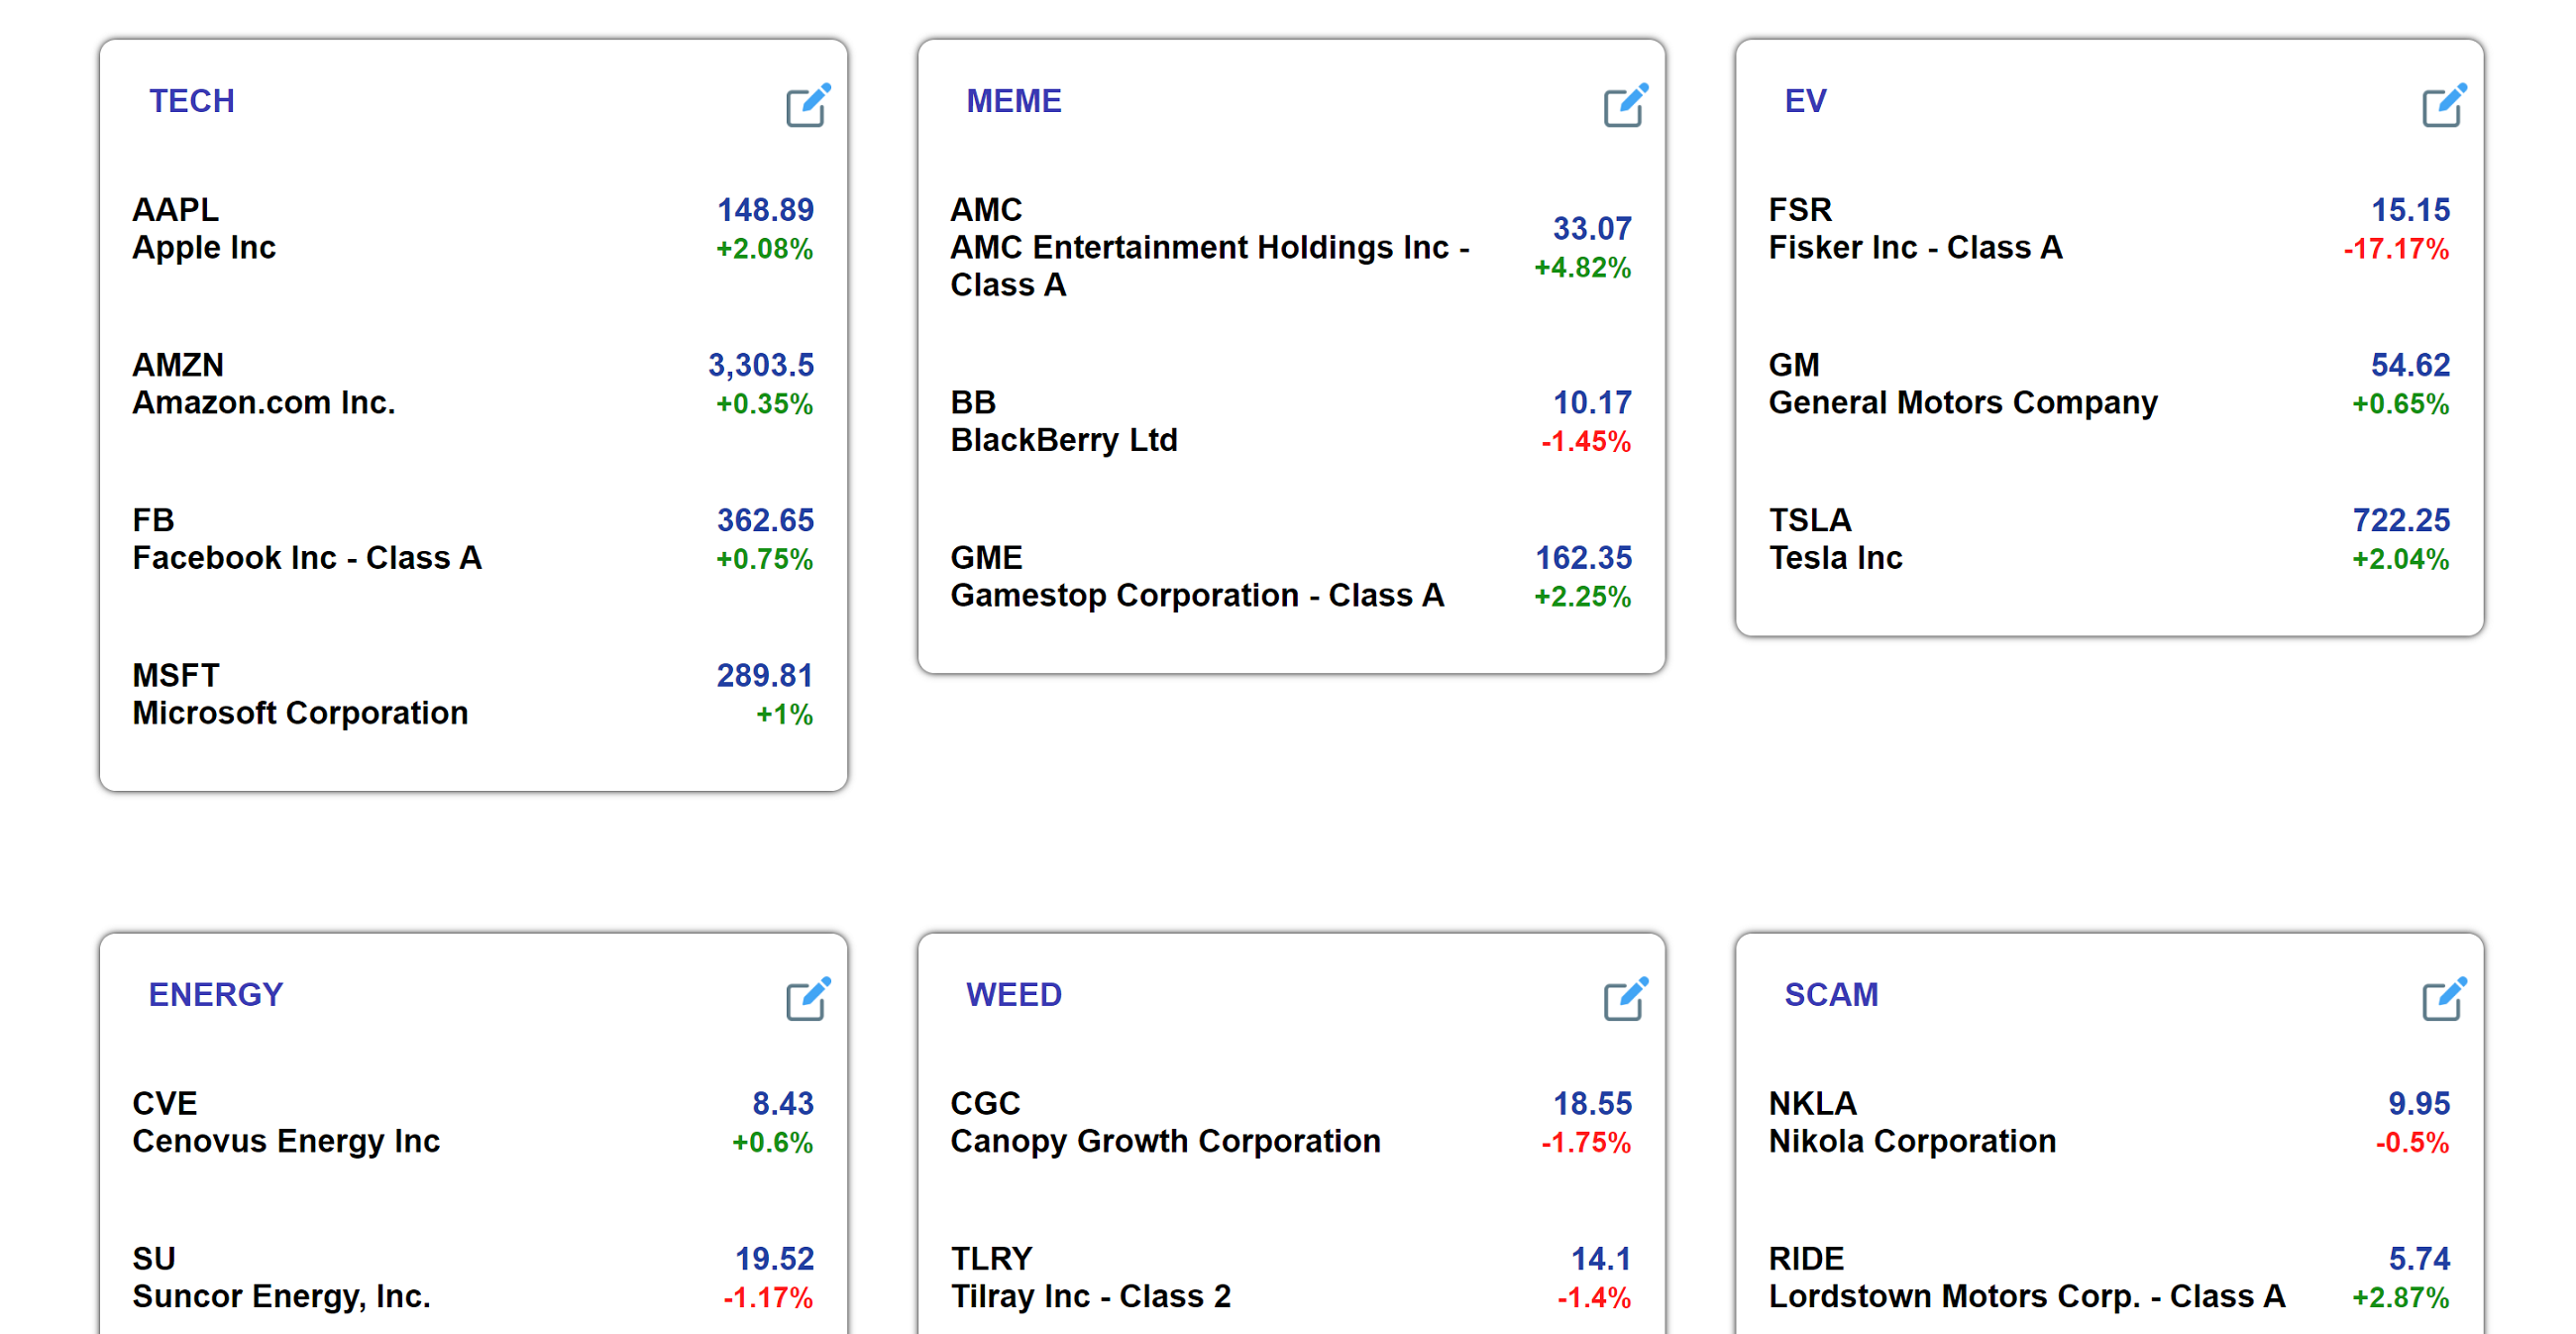 TECH
AAPL
148.89
Apple Inc
+2.08%
AMZN
3,303.5
Amazon.com Inc.
+0.35%
FB
362.65
Facebook Inc - Class A
+0.75%
MSFT
289.81
Microsoft Corporation
+1%
MEME
AMC
33.07
AMC Entertainment Holdings Inc -
+4.82%
Class A
BB
10.17
BlackBerry Ltd
-1.45%
GME
162.35
Gamestop Corporation - Class A
+2.25%
EV
FSR
15.15
Fisker Inc - Class A
-17.17%
GM
54.62
General Motors Company
+0.65%
TSLA
722.25
Tesla Inc
+2.04%
ENERGY
CVE
8.43
Cenovus Energy Inc
+0.6%
SU
19.52
Suncor Energy, Inc.
-1.17%
WEED
CGC
18.55
Canopy Growth Corporation
-1.75%
TLRY
14.1
Tilray Inc - Class 2
-1.4%
SCAM
NKLA
9.95
Nikola Corporation
-0.5%
RIDE
5.74
Lordstown Motors Corp. - Class A
+2.87%